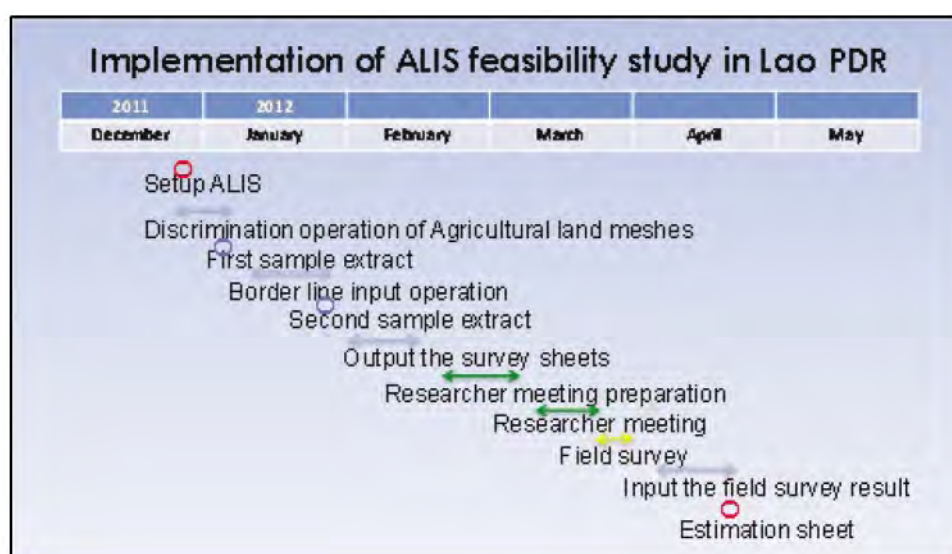 Implementation of ALIS feasibility study in Lao PDR
2011 2012
December January February March April May
Setup ALIS
Discrimination operation of Agricultural land meshes
First sample extract
Border line input operation
Second sample extract
Output the survey sheets
Researcher meeting preparation
Researcher meeting
Field survey
Input the field survey result
Estimation sheet